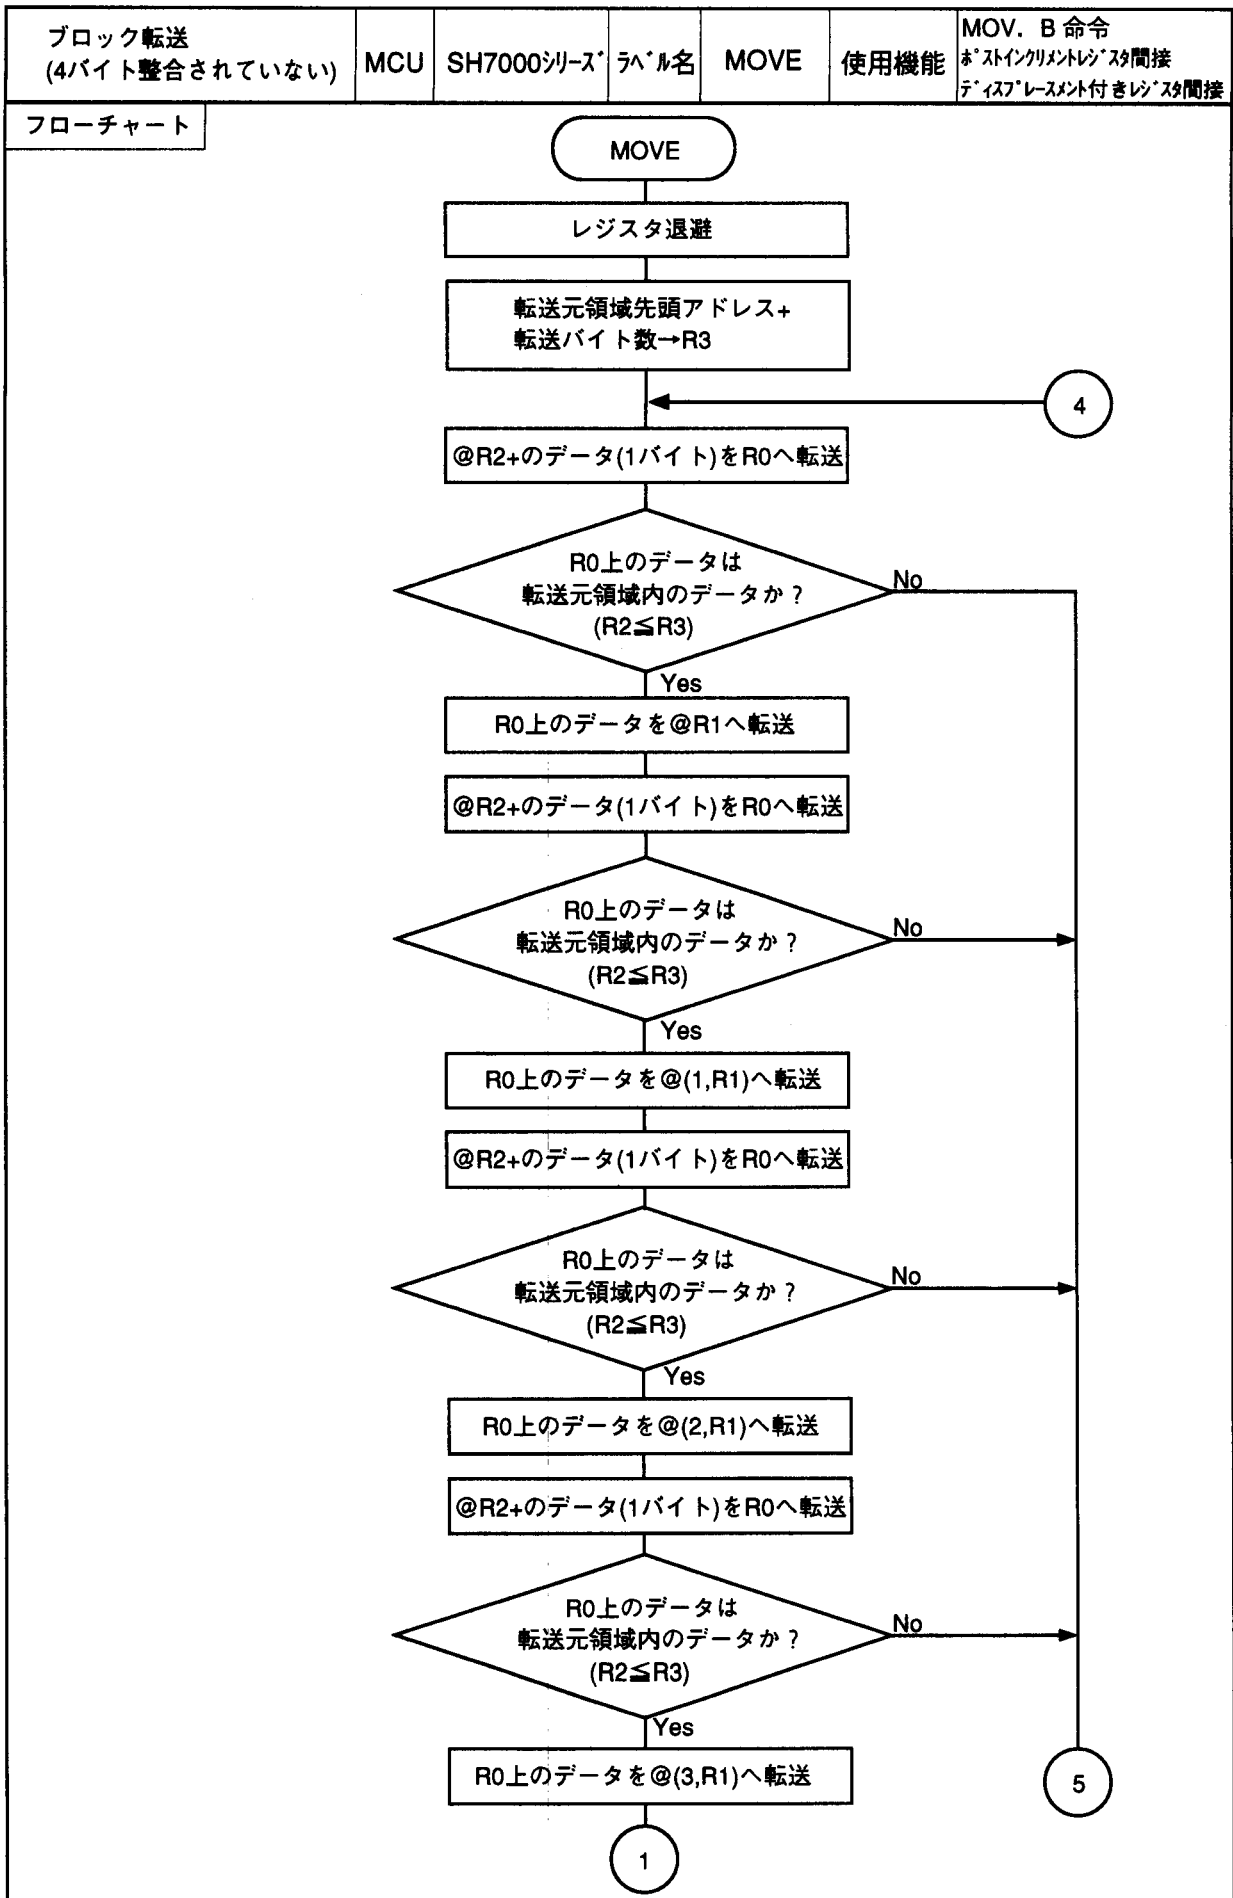 ブロック転送
(4バイト整合されていない)
MCU
SH7000シリーズ
ラベル名
MOVE
使用機能
MOV. B 命令
ポストインクリメントレジスタ間接
ディスプレースメント付きレジスタ間接
フローチャート
MOVE
レジスタ退避
転送元領域先頭アドレス+
転送バイト数→R3
4
@R2+のデータ(1バイト)をR0へ転送
R0上のデータは
転送元領域内のデータか?
(R2≦R3)
No
Yes
R0上のデータを@R1へ転送
@R2+のデータ(1バイト)をR0へ転送
R0上のデータは
転送元領域内のデータか?
(R2≦R3)
No
Yes
R0上のデータを@(1,R1)へ転送
@R2+のデータ(1バイト)をR0へ転送
R0上のデータは
転送元領域内のデータか?
(R2≦R3)
No
Yes
R0上のデータを@(2,R1)へ転送
@R2+のデータ(1バイト)をR0へ転送
R0上のデータは
転送元領域内のデータか?
(R2≦R3)
No
Yes
R0上のデータを@(3,R1)へ転送
5
1